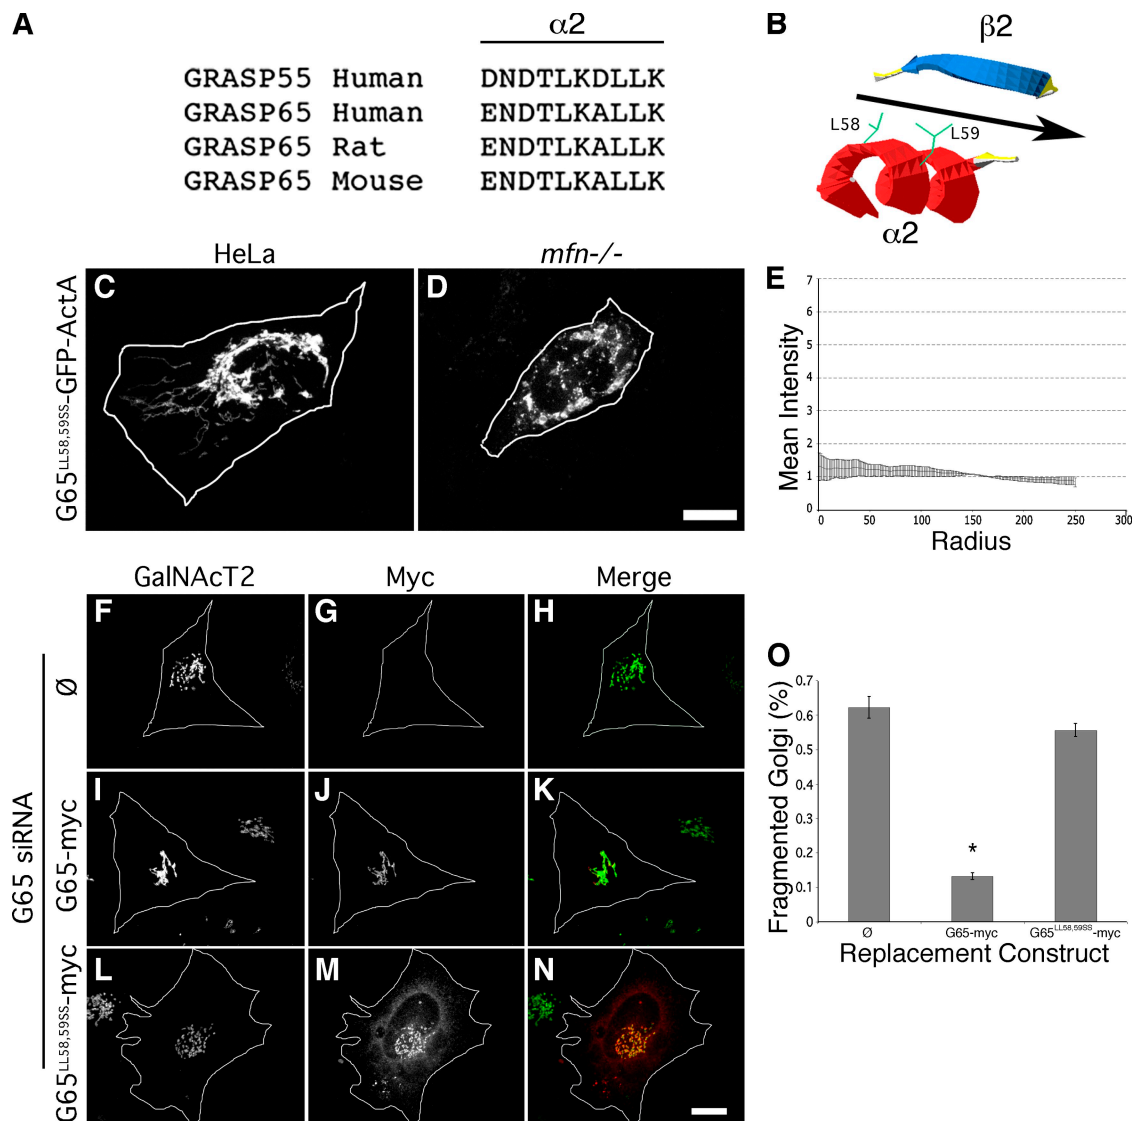 A
α2
GRASP55 Human DNDTLKDLLK
GRASP65 Human ENDTLKALLK
GRASP65 Rat ENDTLKALLK
GRASP65 Mouse ENDTLKALLK
B
β2
L58
L59
α2
HeLa
mfn-/-
G65LL58,59SS-GFP-ActA
C
D
E
Mean Intensity
7
6
5
4
3
2
1
0
0 50 100 150 200 250 300
Radius
GalNAcT2 Myc Merge
G65 siRNA
Ø
F
G
H
G65-myc
I
J
K
G65LL58,59SS-myc
L
M
N
O
Fragmented Golgi (%)
0.7
0.6
0.5
0.4
0.3
0.2
0.1
0
*
Ø G65-myc G65LL58,59SS-myc
Replacement Construct